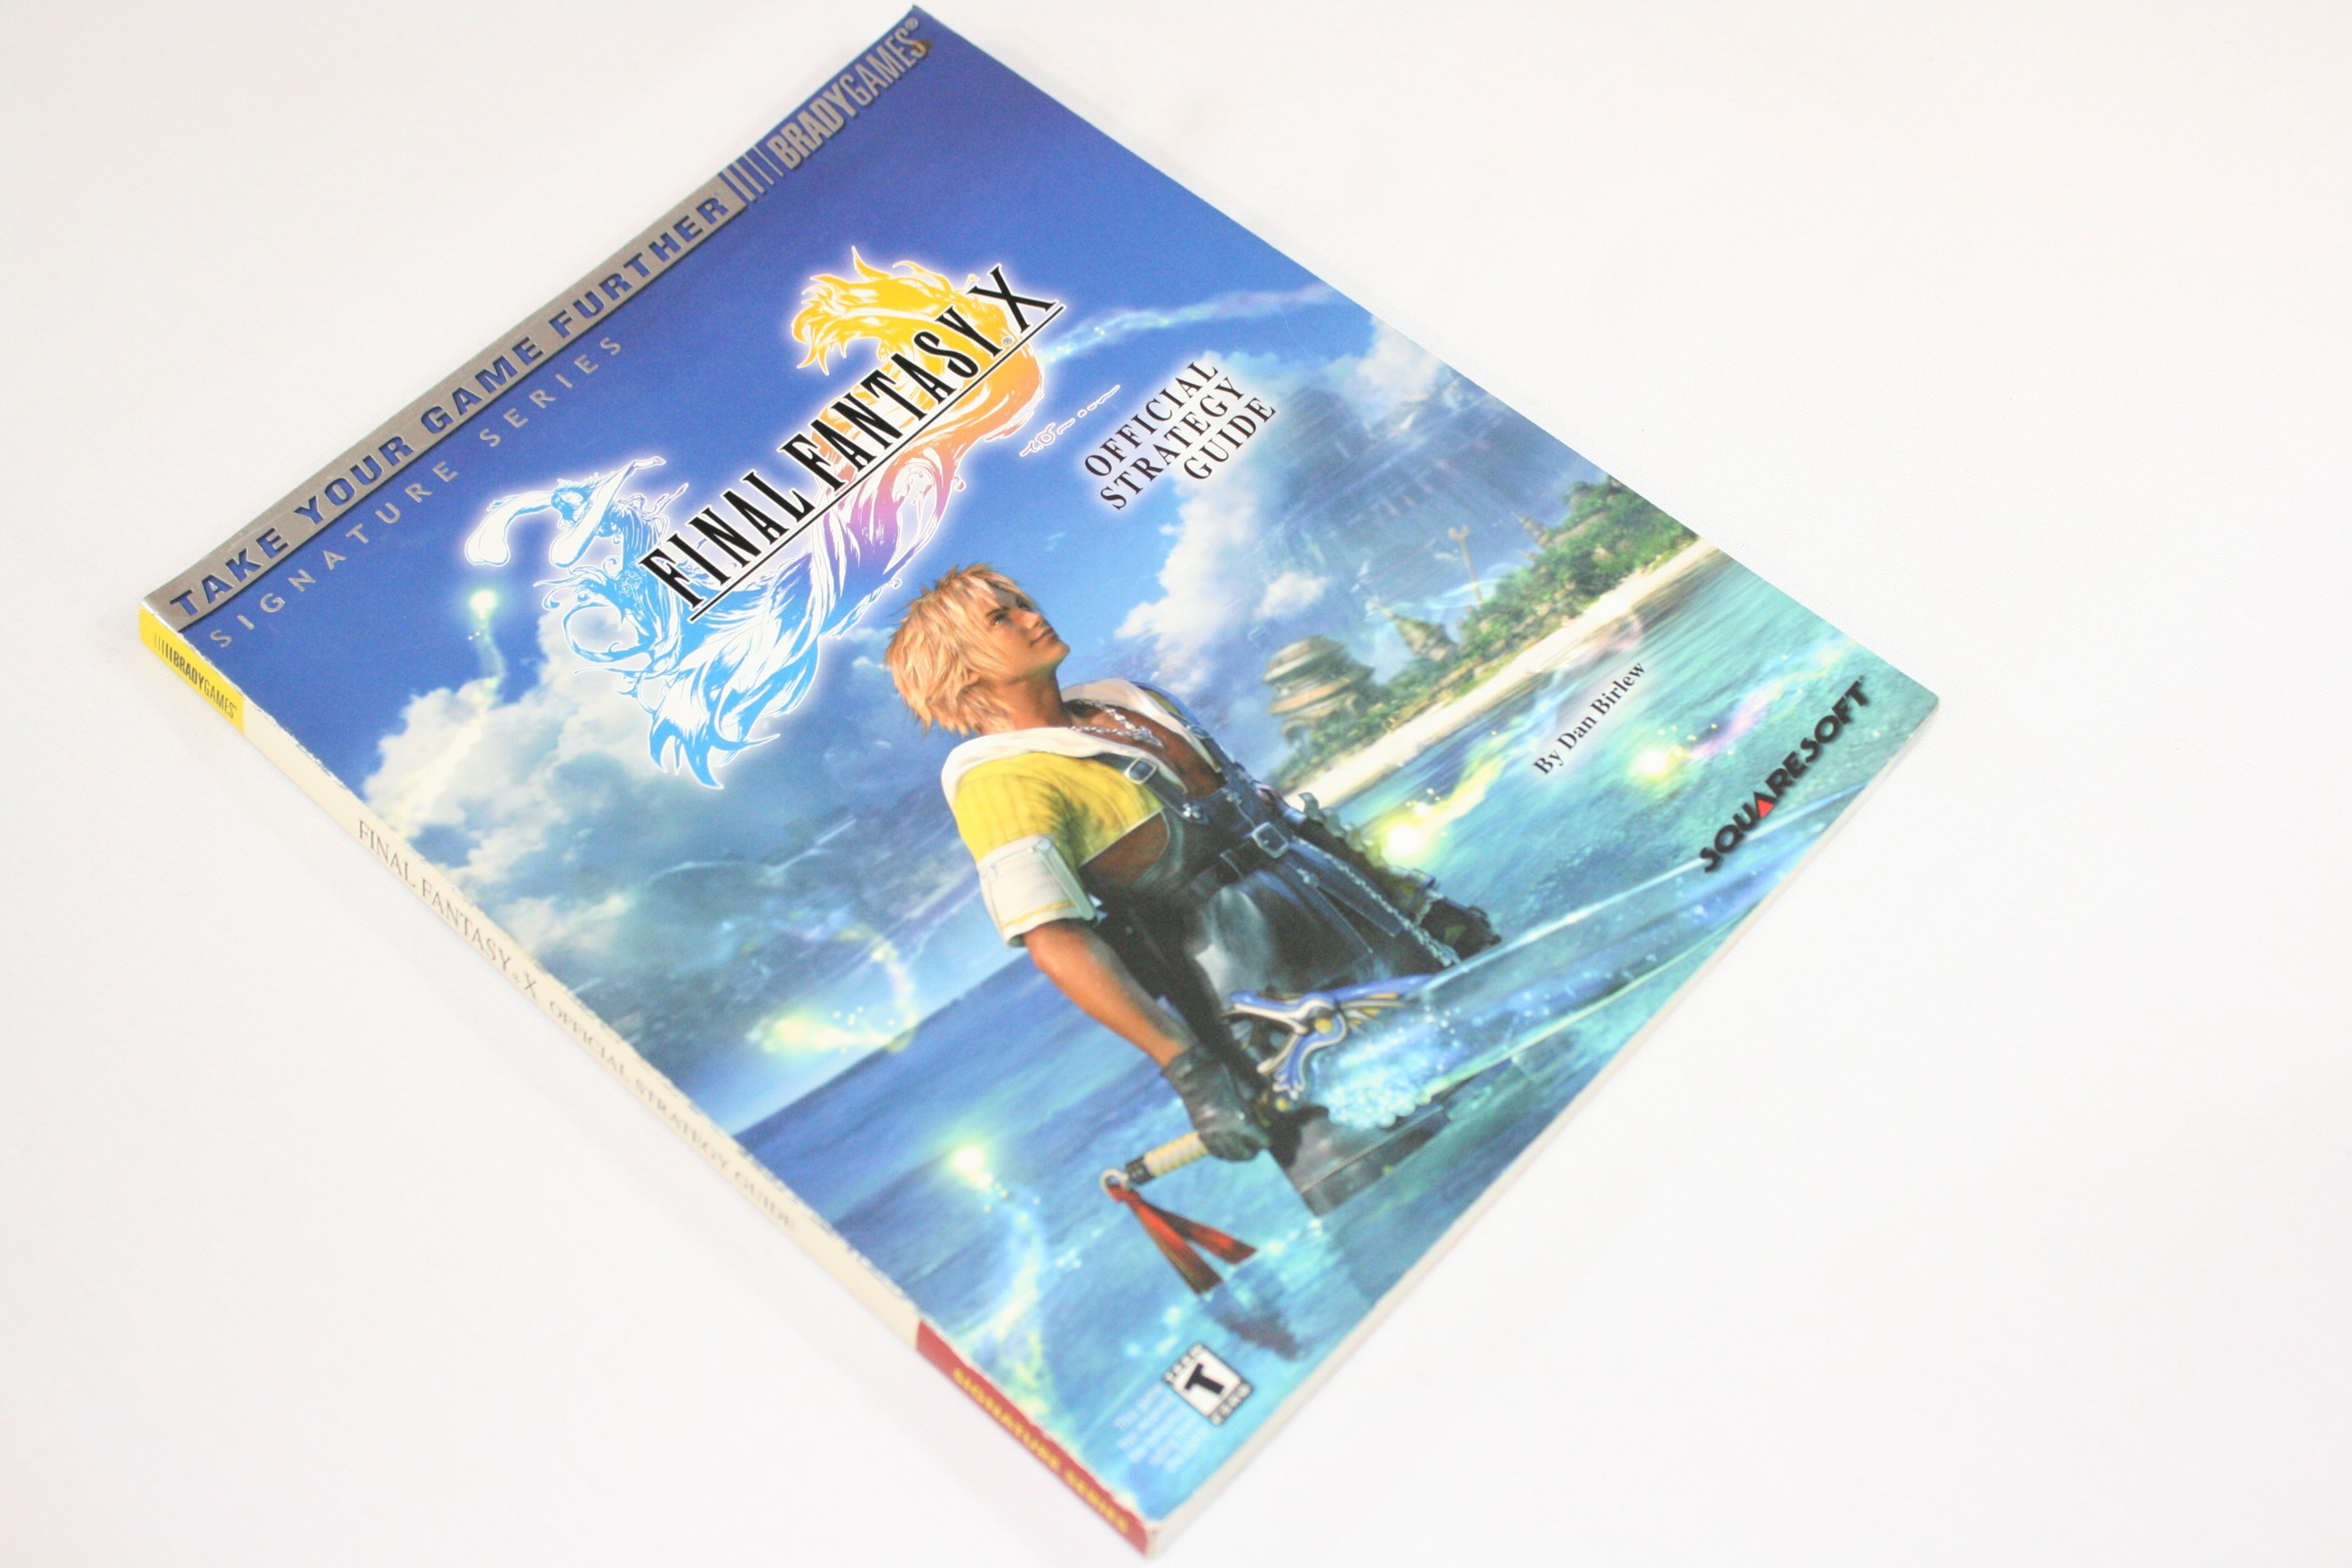 TAKE YOUR GAME FURTHER BRADYGAMES®
SIGNATURE SERIES
FINAL FANTASY® X
OFFICIAL
STRATEGY
GUIDE
By Dan Birlew
SQUARESOFT
T
BRADYGAMES
FINAL FANTASY® X OFFICIAL STRATEGY GUIDE
SIGNATURE SERIES